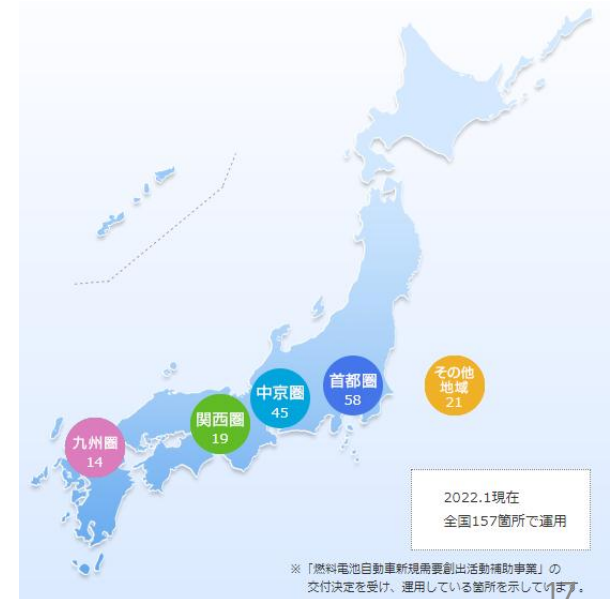 その他
地域
21
首都圏
58
中京圏
45
関西圏
19
九州圏
14
2022.1現在
全国157箇所で運用
※「燃料電池自動車新規需要創出活動補助事業」の
交付決定を受け、運用している箇所を示しています。
17